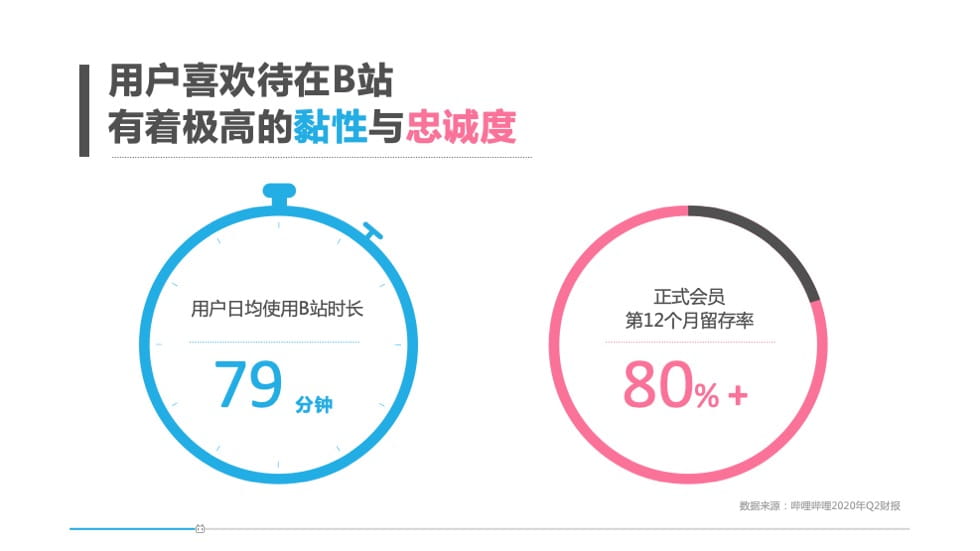 用户喜欢待在B站
有着极高的黏性与忠诚度
用户日均使用B站时长
79 分钟
正式会员
第12个月留存率
80% +
数据来源：哔哩哔哩2020年Q2财报